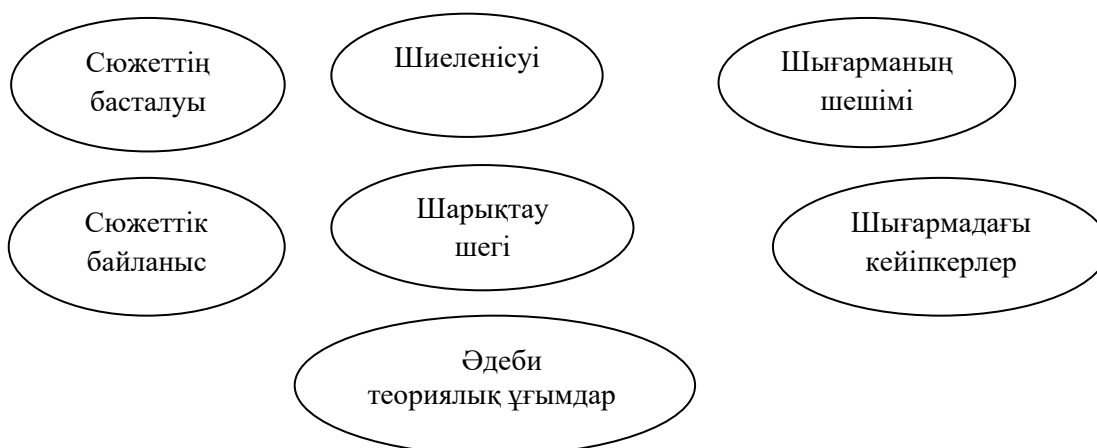 Сюжеттің
басталуы
Шиеленісуі
Шығарманың
шешімі
Сюжеттік
байланыс
Шарықтау
шегі
Шығармадағы
кейіпкерлер
Әдеби
теориялық ұғымдар